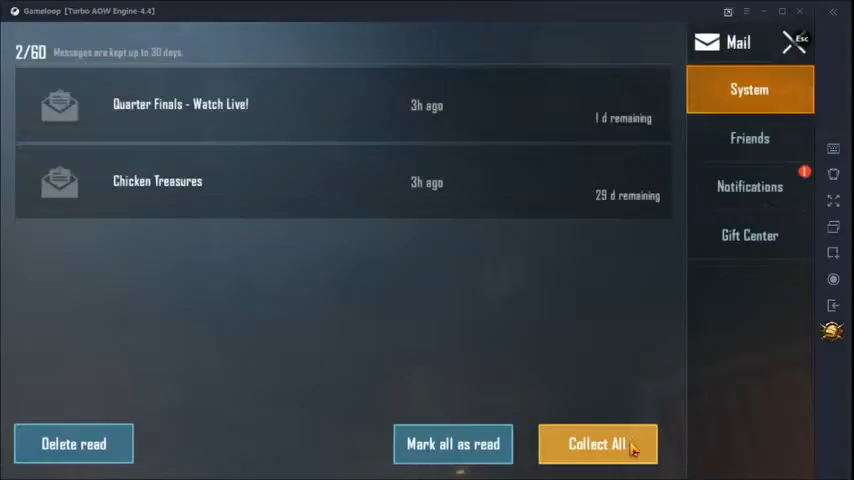 Gameloop [Turbo AOW Engine-4.4]
2/60 Messages are kept up to 30 days.
Mail
Esc
Quarter Finals - Watch Live!
3h ago
1 d remaining
Chicken Treasures
3h ago
29 d remaining
System
Friends
Notifications
Gift Center
Delete read
Mark all as read
Collect All